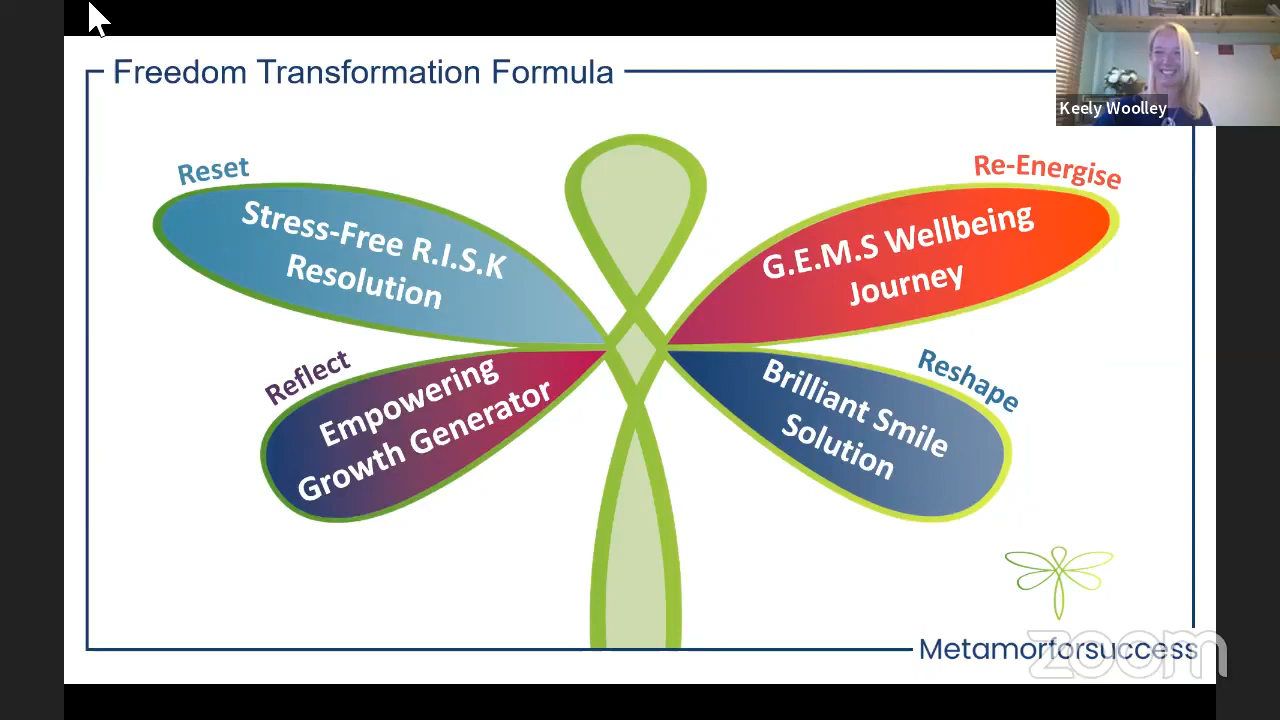 Freedom Transformation Formula
Keely Woolley
Reset
Stress-Free R.I.S.K
Resolution
Re-Energise
G.E.M.S Wellbeing
Journey
Reflect
Empowering
Growth Generator
Reshape
Brilliant Smile
Solution
Metamorforsuccess
zoom